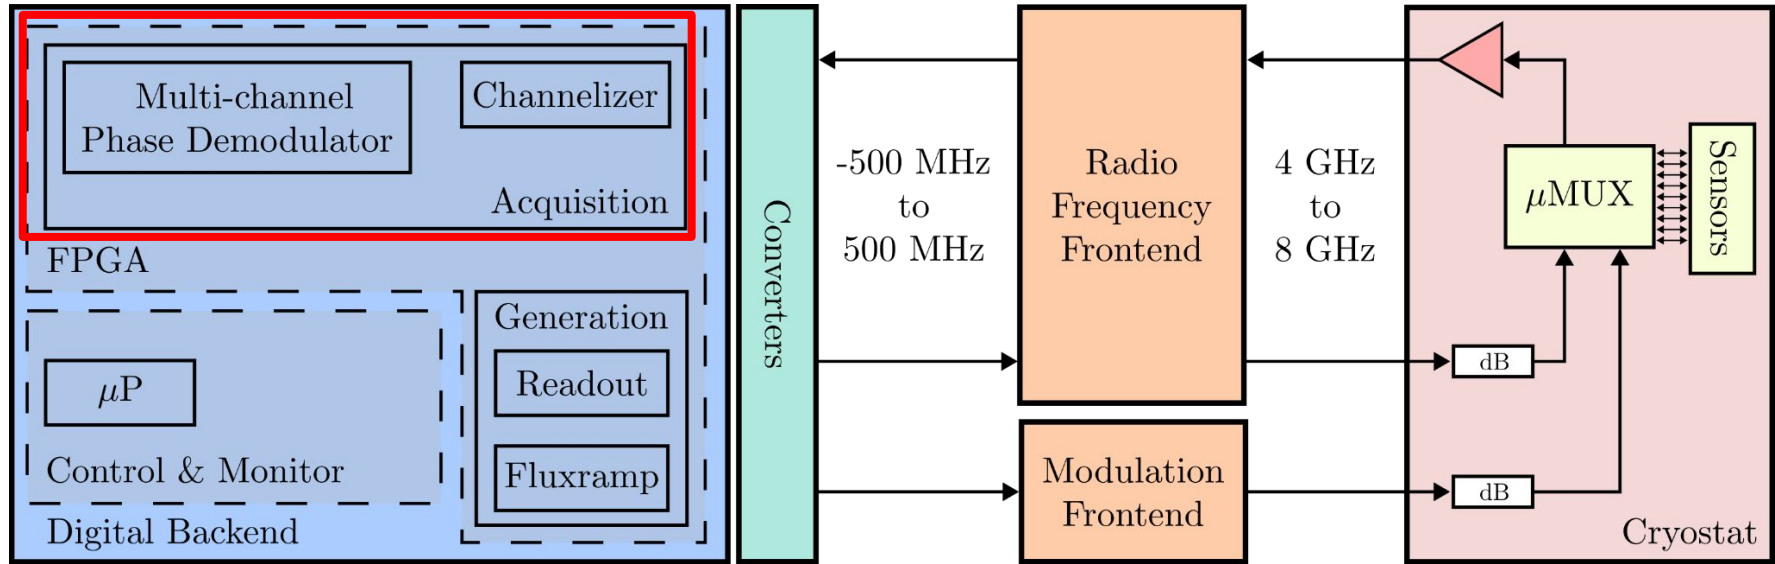 Multi-channel
Phase Demodulator
Channelizer
Acquisition
FPGA
Generation
Readout
Fluxramp
μP
Control & Monitor
Digital Backend
Converters
-500 MHz
to
500 MHz
Radio
Frequency
Frontend
Modulation
Frontend
4 GHz
to
8 GHz
μMUX
Sensors
dB
dB
Cryostat